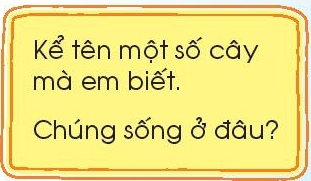 Kể tên một số cây
mà em biết.
Chúng sống ở đâu?